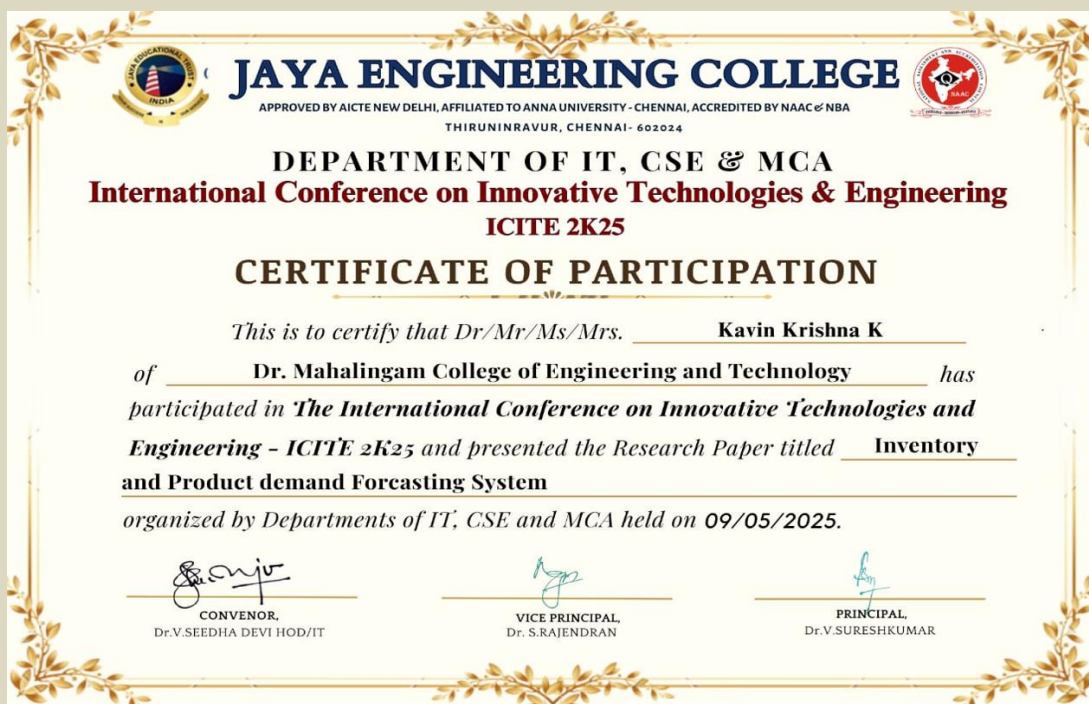 JAYA EDUCATIONAL TRUST
INDIA
JAYA ENGINEERING COLLEGE
NAAC
APPROVED BY AICTE NEW DELHI, AFFILIATED TO ANNA UNIVERSITY - CHENNAI, ACCREDITED BY NAAC & NBA
THIRUNINRAVUR, CHENNAI- 602024
DEPARTMENT OF IT, CSE & MCA
International Conference on Innovative Technologies & Engineering
ICITE 2K25
CERTIFICATE OF PARTICIPATION
This is to certify that Dr/Mr/Ms/Mrs. Kavin Krishna K
of Dr. Mahalingam College of Engineering and Technology has
participated in The International Conference on Innovative Technologies and
Engineering - ICITE 2K25 and presented the Research Paper titled Inventory
and Product demand Forcasting System
organized by Departments of IT, CSE and MCA held on 09/05/2025.
CONVENOR,
Dr.V.SEEDHA DEVI HOD/IT
VICE PRINCIPAL,
Dr. S.RAJENDRAN
PRINCIPAL,
Dr.V.SURESHKUMAR